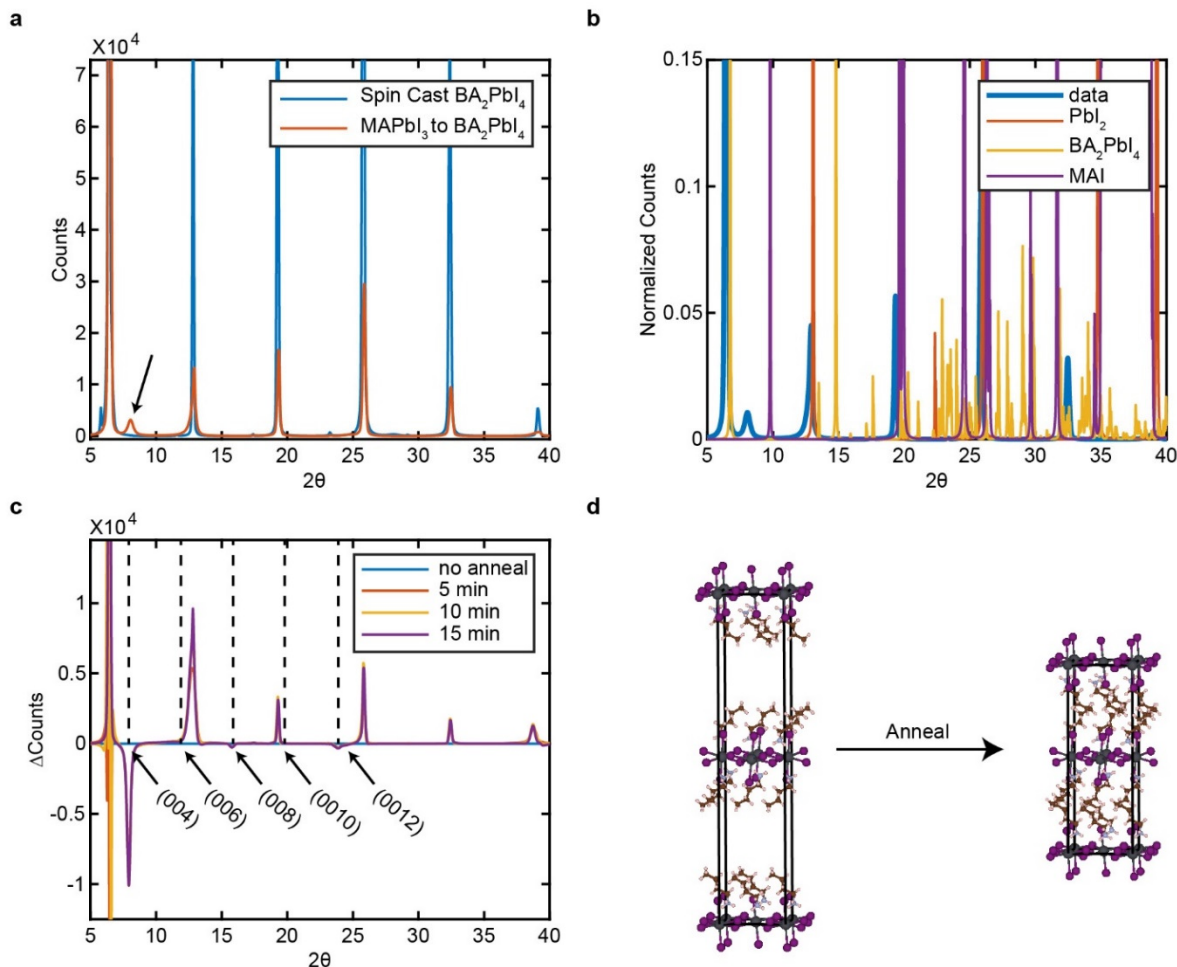 a
X10⁴
7
6
5
4
3
2
1
0
Counts
5 10 15 20 25 30 35 40
2θ
Spin Cast BA₂PbI₄
MAPbI₃ to BA₂PbI₄
b
0.15
0.1
0.05
0
Normalized Counts
5 10 15 20 25 30 35 40
2θ
data
PbI₂
BA₂PbI₄
MAI
c
X10⁴
1
0.5
0
-0.5
-1
ΔCounts
5 10 15 20 25 30 35 40
2θ
no anneal
5 min
10 min
15 min
(004)
(006)
(008)
(0010)
(0012)
d
Anneal